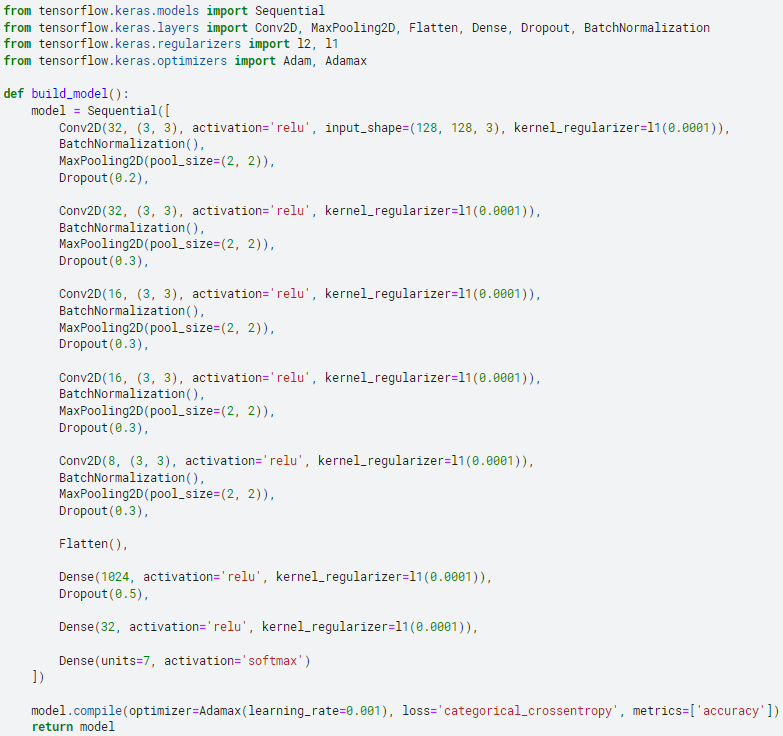 from tensorflow.keras.models import Sequential
from tensorflow.keras.layers import Conv2D, MaxPooling2D, Flatten, Dense, Dropout, BatchNormalization
from tensorflow.keras.regularizers import l2, l1
from tensorflow.keras.optimizers import Adam, Adamax

def build_model():
    model = Sequential([
        Conv2D(32, (3, 3), activation='relu', input_shape=(128, 128, 3), kernel_regularizer=l1(0.0001)),
        BatchNormalization(),
        MaxPooling2D(pool_size=(2, 2)),
        Dropout(0.2),

        Conv2D(32, (3, 3), activation='relu', kernel_regularizer=l1(0.0001)),
        BatchNormalization(),
        MaxPooling2D(pool_size=(2, 2)),
        Dropout(0.3),

        Conv2D(16, (3, 3), activation='relu', kernel_regularizer=l1(0.0001)),
        BatchNormalization(),
        MaxPooling2D(pool_size=(2, 2)),
        Dropout(0.3),

        Conv2D(16, (3, 3), activation='relu', kernel_regularizer=l1(0.0001)),
        BatchNormalization(),
        MaxPooling2D(pool_size=(2, 2)),
        Dropout(0.3),

        Conv2D(8, (3, 3), activation='relu', kernel_regularizer=l1(0.0001)),
        BatchNormalization(),
        MaxPooling2D(pool_size=(2, 2)),
        Dropout(0.3),

        Flatten(),

        Dense(1024, activation='relu', kernel_regularizer=l1(0.0001)),
        Dropout(0.5),

        Dense(32, activation='relu', kernel_regularizer=l1(0.0001)),

        Dense(units=7, activation='softmax')
    ])

    model.compile(optimizer=Adamax(learning_rate=0.001), loss='categorical_crossentropy', metrics=['accuracy'])
    return model